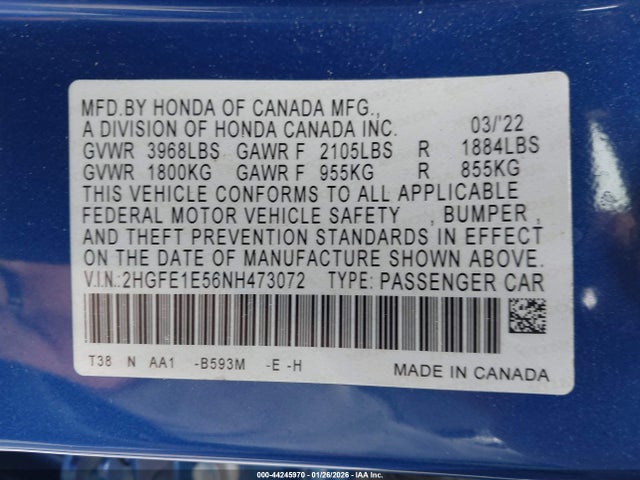 MFD.BY HONDA OF CANADA MFG.,
A DIVISION OF HONDA CANADA INC. 03/'22
GVWR 3968LBS GAWR F 2105LBS R 1884LBS
GVWR 1800KG GAWR F 955KG R 855KG
THIS VEHICLE CONFORMS TO ALL APPLICABLE
FEDERAL MOTOR VEHICLE SAFETY , BUMPER ,
AND THEFT PREVENTION STANDARDS IN EFFECT
ON THE DATE OF MANUFACTURE SHOWN ABOVE.
V.I.N.:2HGFE1E56NH473072 TYPE: PASSENGER CAR
T38 N AA1 -B593M -E -H
MADE IN CANADA
000-44245970 - 01/26/2026 - IAAI.COM